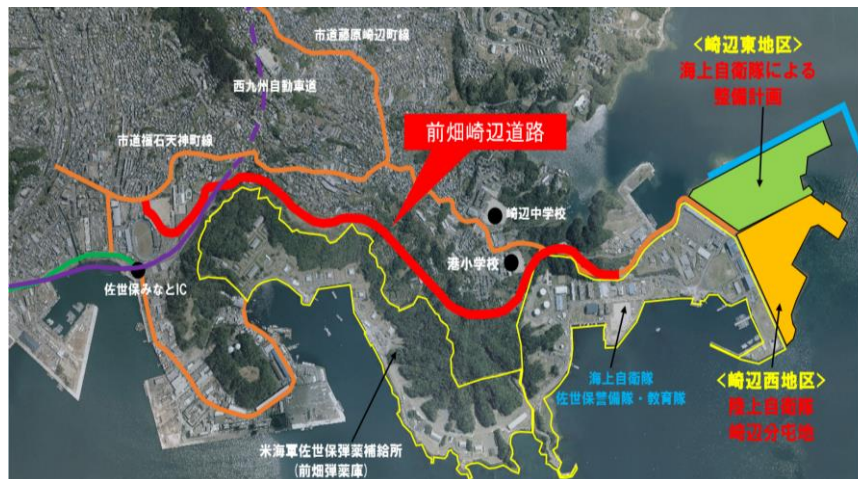 市道藤原崎辺町線
<崎辺東地区>
海上自衛隊による
整備計画
西九州自動車道
前畑崎辺道路
市道福石天神町線
崎辺中学校
港小学校
佐世保みなとIC
海上自衛隊
佐世保警備隊・教育隊
<崎辺西地区>
陸上自衛隊
崎辺分屯地
米海軍佐世保弾薬補給所
(前畑弾薬庫)